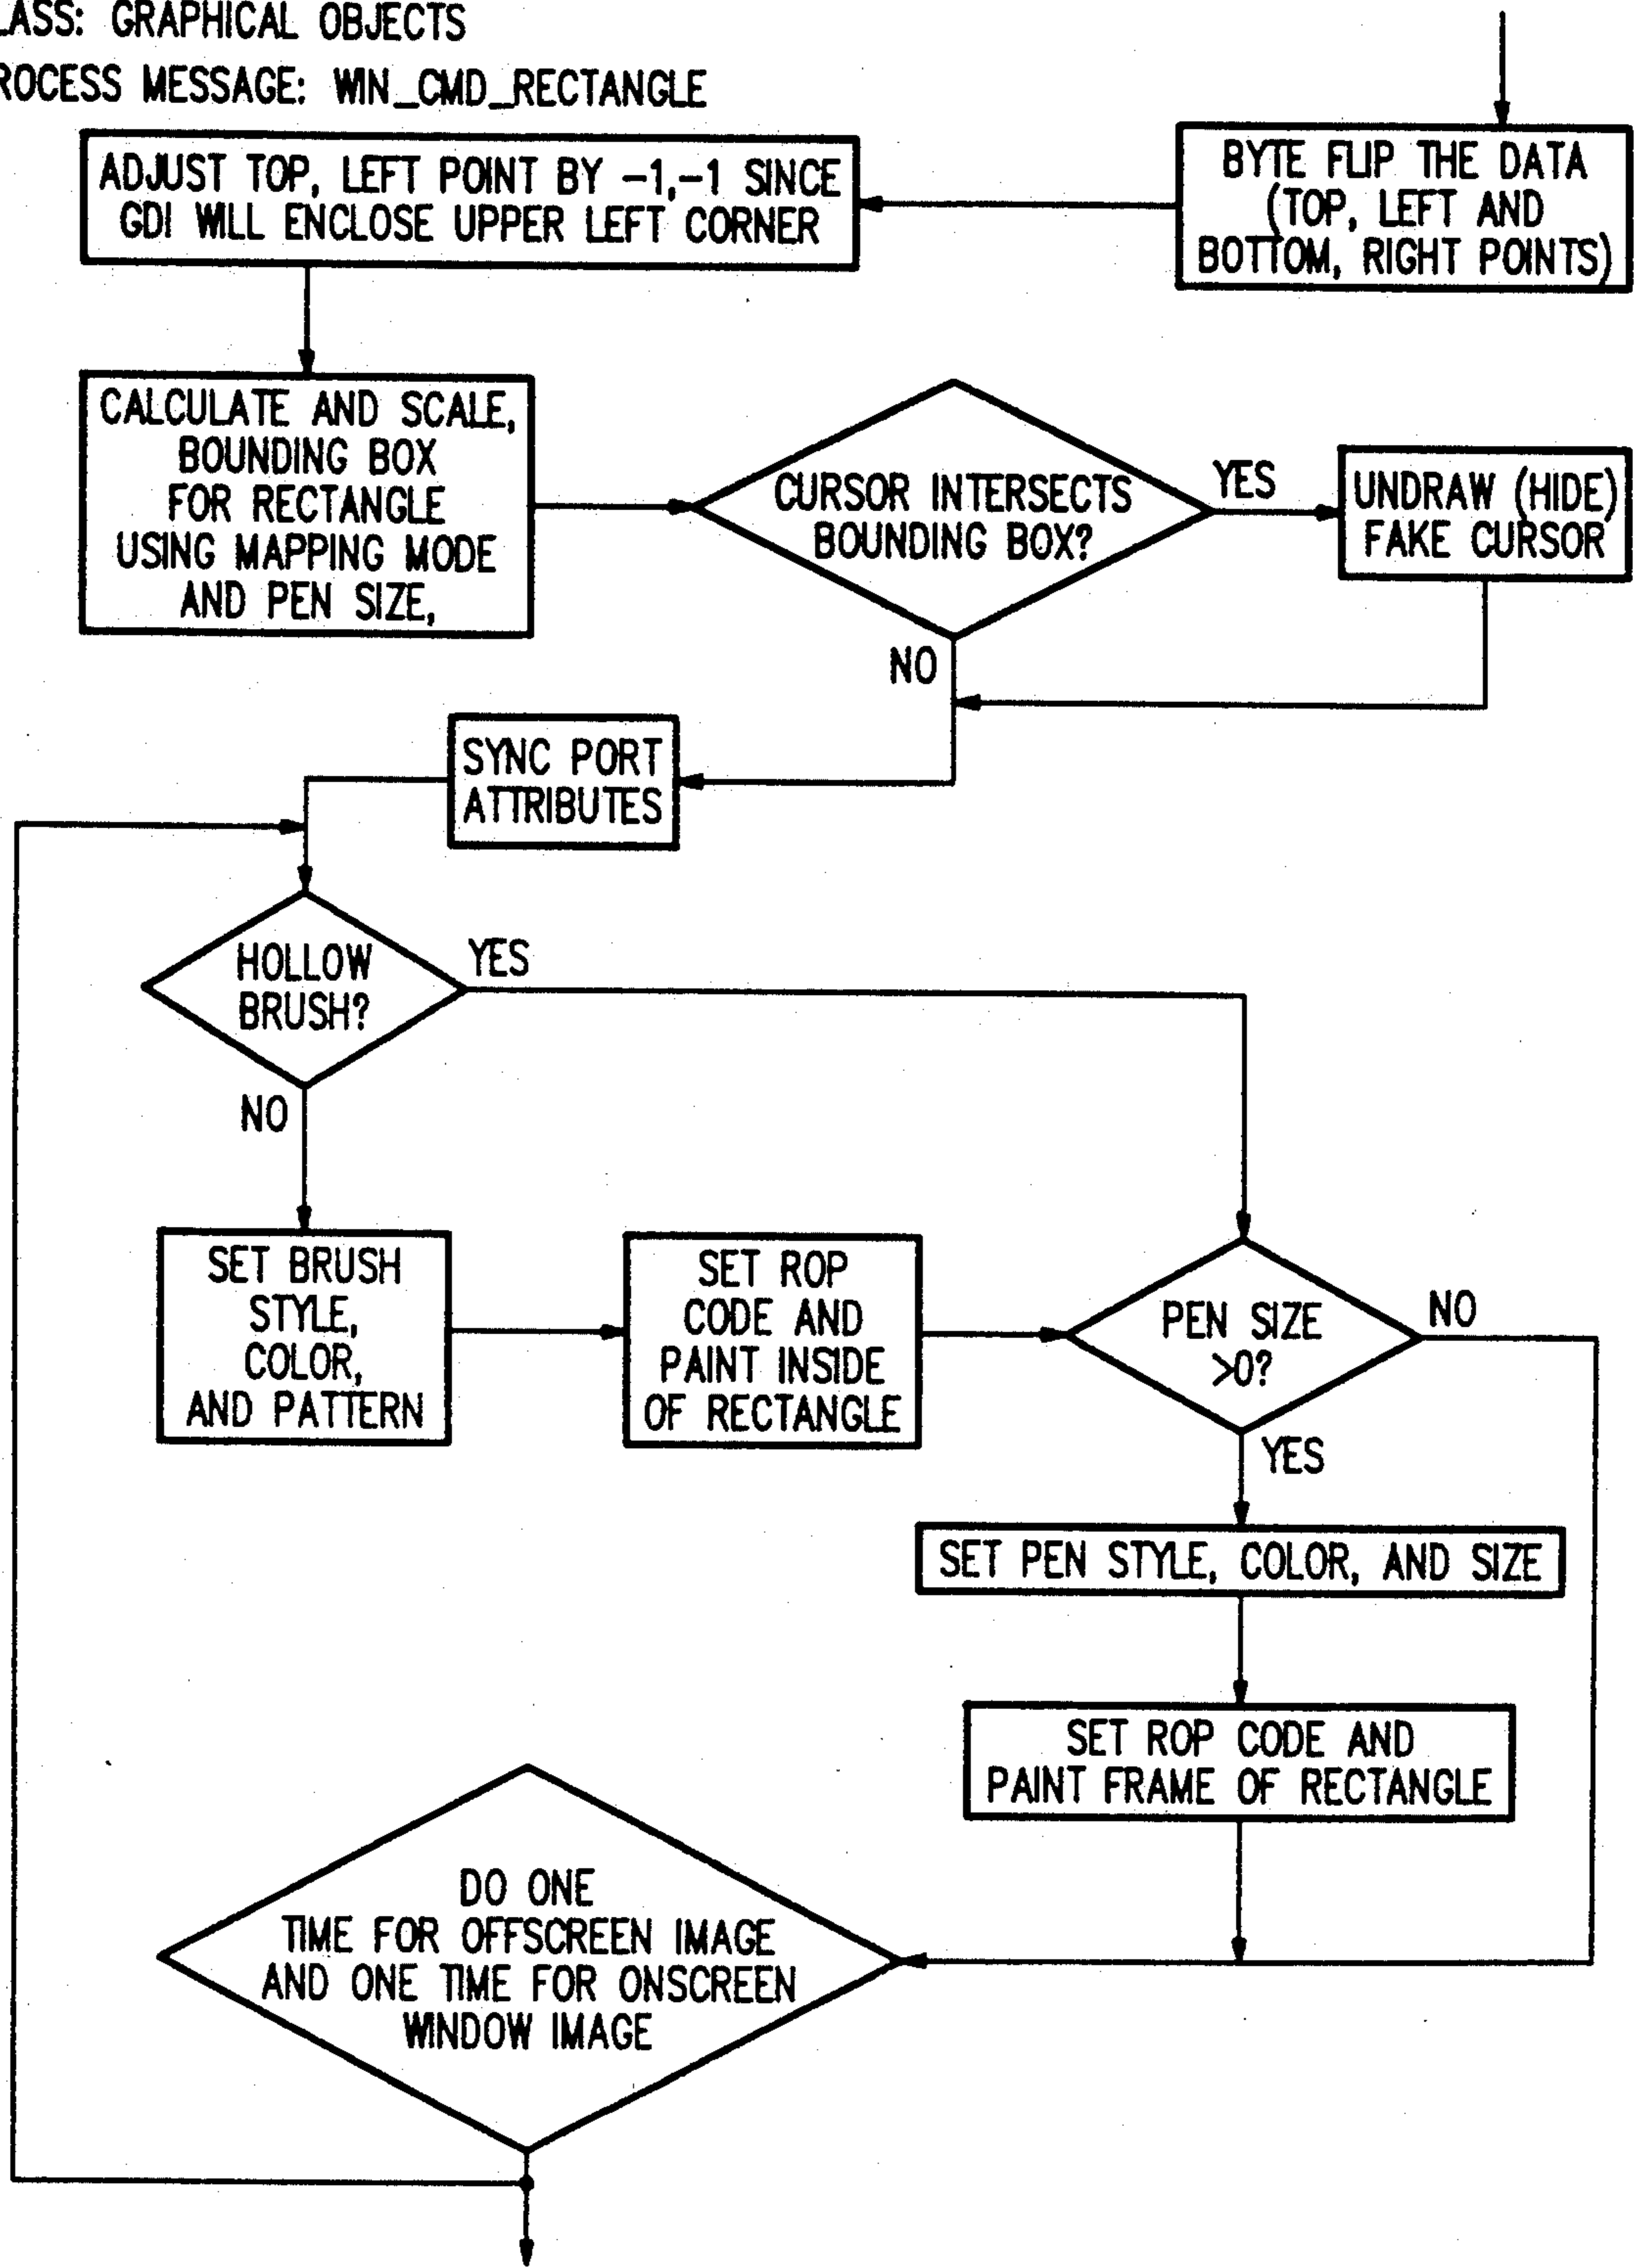 LASS: GRAPHICAL OBJECTS
ROCESS MESSAGE: WIN_CMD_RECTANGLE
BYTE FLIP THE DATA
(TOP, LEFT AND
BOTTOM, RIGHT POINTS)
ADJUST TOP, LEFT POINT BY -1,-1 SINCE
GDI WILL ENCLOSE UPPER LEFT CORNER
CALCULATE AND SCALE,
BOUNDING BOX
FOR RECTANGLE
USING MAPPING MODE
AND PEN SIZE,
CURSOR INTERSECTS
BOUNDING BOX?
YES
UNDRAW (HIDE)
FAKE CURSOR
NO
SYNC PORT
ATTRIBUTES
HOLLOW
BRUSH?
YES
NO
SET BRUSH
STYLE,
COLOR,
AND PATTERN
SET ROP
CODE AND
PAINT INSIDE
OF RECTANGLE
PEN SIZE
>0?
NO
YES
SET PEN STYLE, COLOR, AND SIZE
SET ROP CODE AND
PAINT FRAME OF RECTANGLE
DO ONE
TIME FOR OFFSCREEN IMAGE
AND ONE TIME FOR ONSCREEN
WINDOW IMAGE